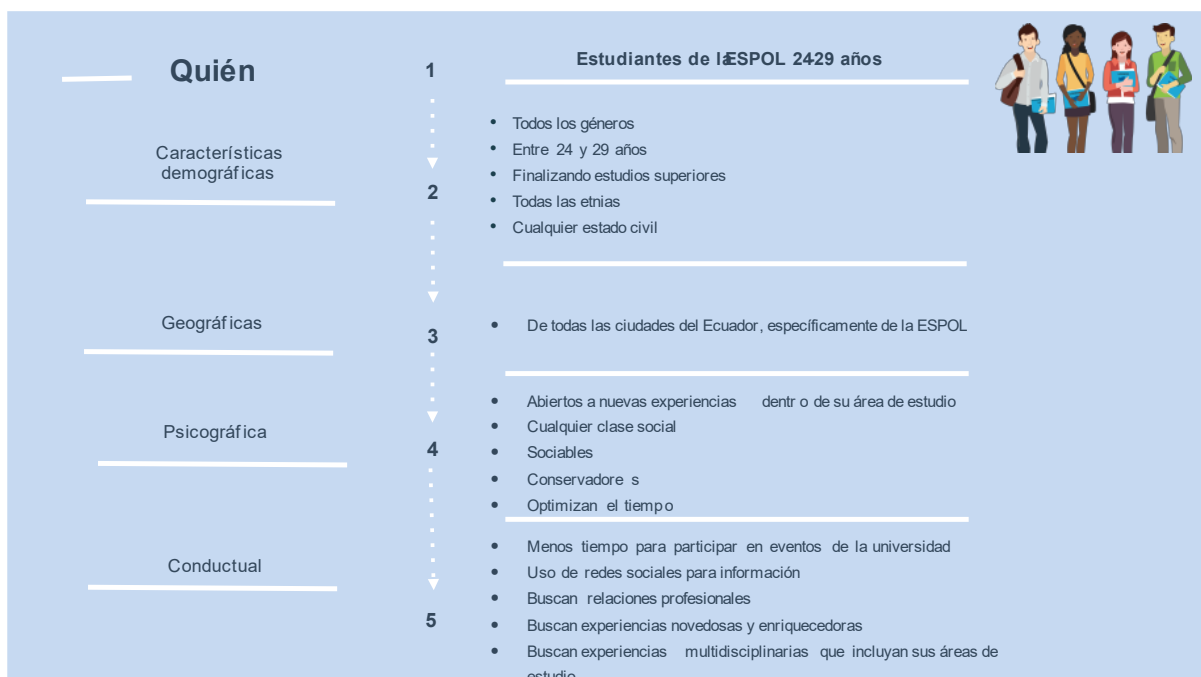 Quién
1
Estudiantes de la ESPOL 2429 años
Características
demográficas
2
• Todos los géneros
• Entre 24 y 29 años
• Finalizando estudios superiores
• Todas las etnias
• Cualquier estado civil
Geográficas
3
• De todas las ciudades del Ecuador, específicamente de la ESPOL
Psicográfica
4
• Abiertos a nuevas experiencias dentr o de su área de estudio
• Cualquier clase social
• Sociables
• Conservadore s
• Optimizan el tiempo
Conductual
5
• Menos tiempo para participar en eventos de la universidad
• Uso de redes sociales para información
• Buscan relaciones profesionales
• Buscan experiencias novedosas y enriquecedoras
• Buscan experiencias multidisciplinarias que incluyan sus áreas de
estudio